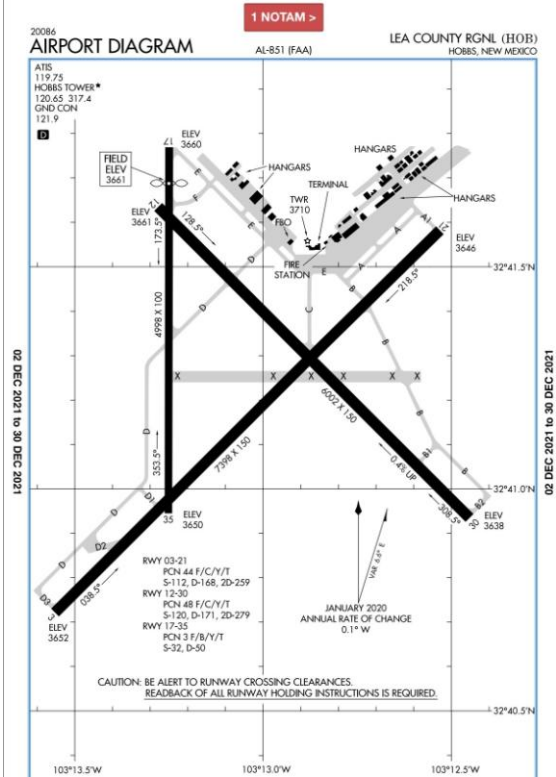 1 NOTAM >
20086
AIRPORT DIAGRAM
AL-851 (FAA)
LEA COUNTY RGNL (HOB)
HOBBS, NEW MEXICO
ATIS
119.75
HOBBS TOWER*
120.65 317.4
GND CON
121.9
D
FIELD
ELEV
3661
17
ELEV
3660
E
F
F
E
HANGARS
HANGARS
HANGARS
TERMINAL
TWR
3710
FBO
FIRE
STATION
12
ELEV
3661
128.5°
173.5°
D
E
A
A
A1
21
ELEV
3646
218.5°
32°41.5'N
B
B
C
D
4998 X 100
X X X X X X
6002 X 150
7398 X 150
B
D
353.5°
0.4% UP
B1
B
B2
308.5°
30
ELEV
3638
32°41.0'N
D1
D
35
ELEV
3650
D2
D
D3
3
038.5°
ELEV
3652
RWY 03-21
PCN 44 F/C/Y/T
S-112, D-168, 2D-259
RWY 12-30
PCN 48 F/C/Y/T
S-120, D-171, 2D-279
RWY 17-35
PCN 3 F/B/Y/T
S-32, D-50
VAR 6.6° E
JANUARY 2020
ANNUAL RATE OF CHANGE
0.1° W
CAUTION: BE ALERT TO RUNWAY CROSSING CLEARANCES.
READBACK OF ALL RUNWAY HOLDING INSTRUCTIONS IS REQUIRED.
32°40.5'N
103°13.5'W
103°13.0'W
103°12.5'W
02 DEC 2021 to 30 DEC 2021
02 DEC 2021 to 30 DEC 2021